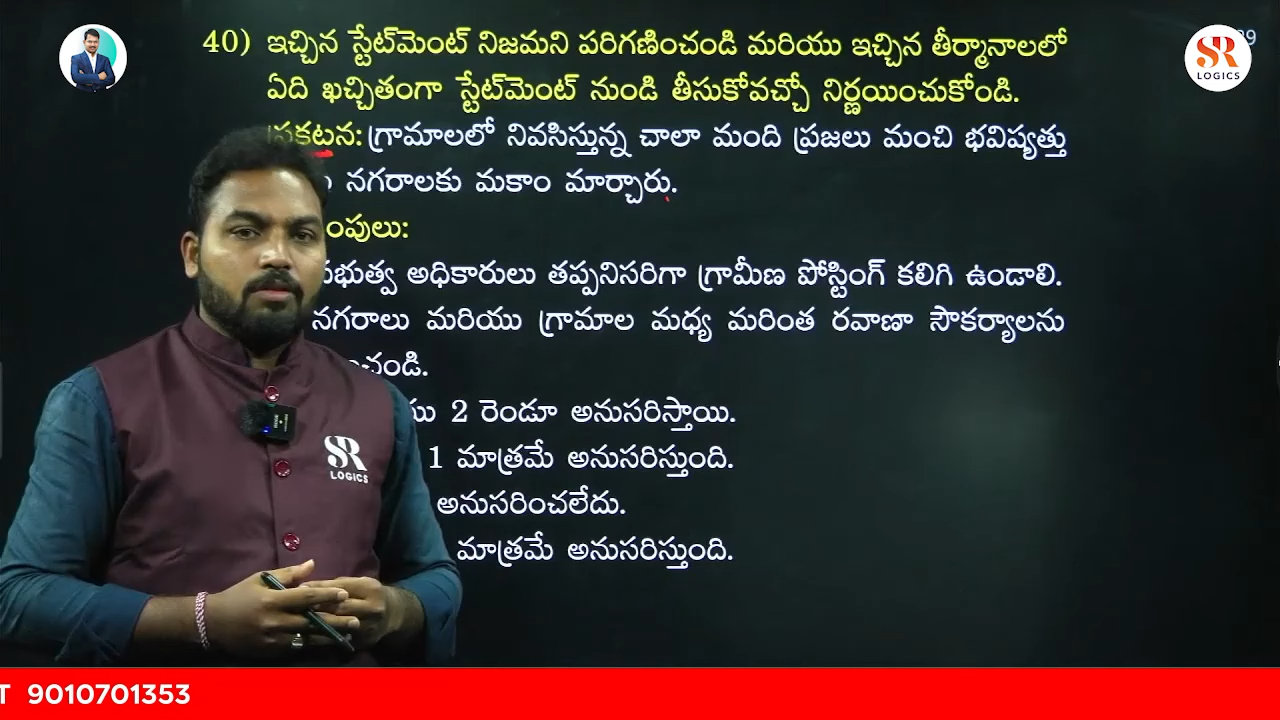 40) ఇచ్చిన స్టేట్‌మెంట్ నిజమని పరిగణించండి మరియు ఇచ్చిన తీర్మానాలలో
ఏది ఖచ్చితంగా స్టేట్‌మెంట్ నుండి తీసుకోవచ్చో నిర్ణయించుకోండి.
ప్రకటన: గ్రామాలలో నివసిస్తున్న చాలా మంది ప్రజలు మంచి భవిష్యత్తు
నగరాలకు మకాం మార్చారు.
అధికారులు తప్పనిసరిగా గ్రామీణ పోస్టింగ్ కలిగి ఉండాలి.
నగరాలు మరియు గ్రామాల మధ్య మరింత రవాణా సౌకర్యాలను
2 రెండూ అనుసరిస్తాయి.
1 మాత్రమే అనుసరిస్తుంది.
అనుసరించలేదు.
మాత్రమే అనుసరిస్తుంది.
SR
LOGICS
SR
LOGICS
9010701353